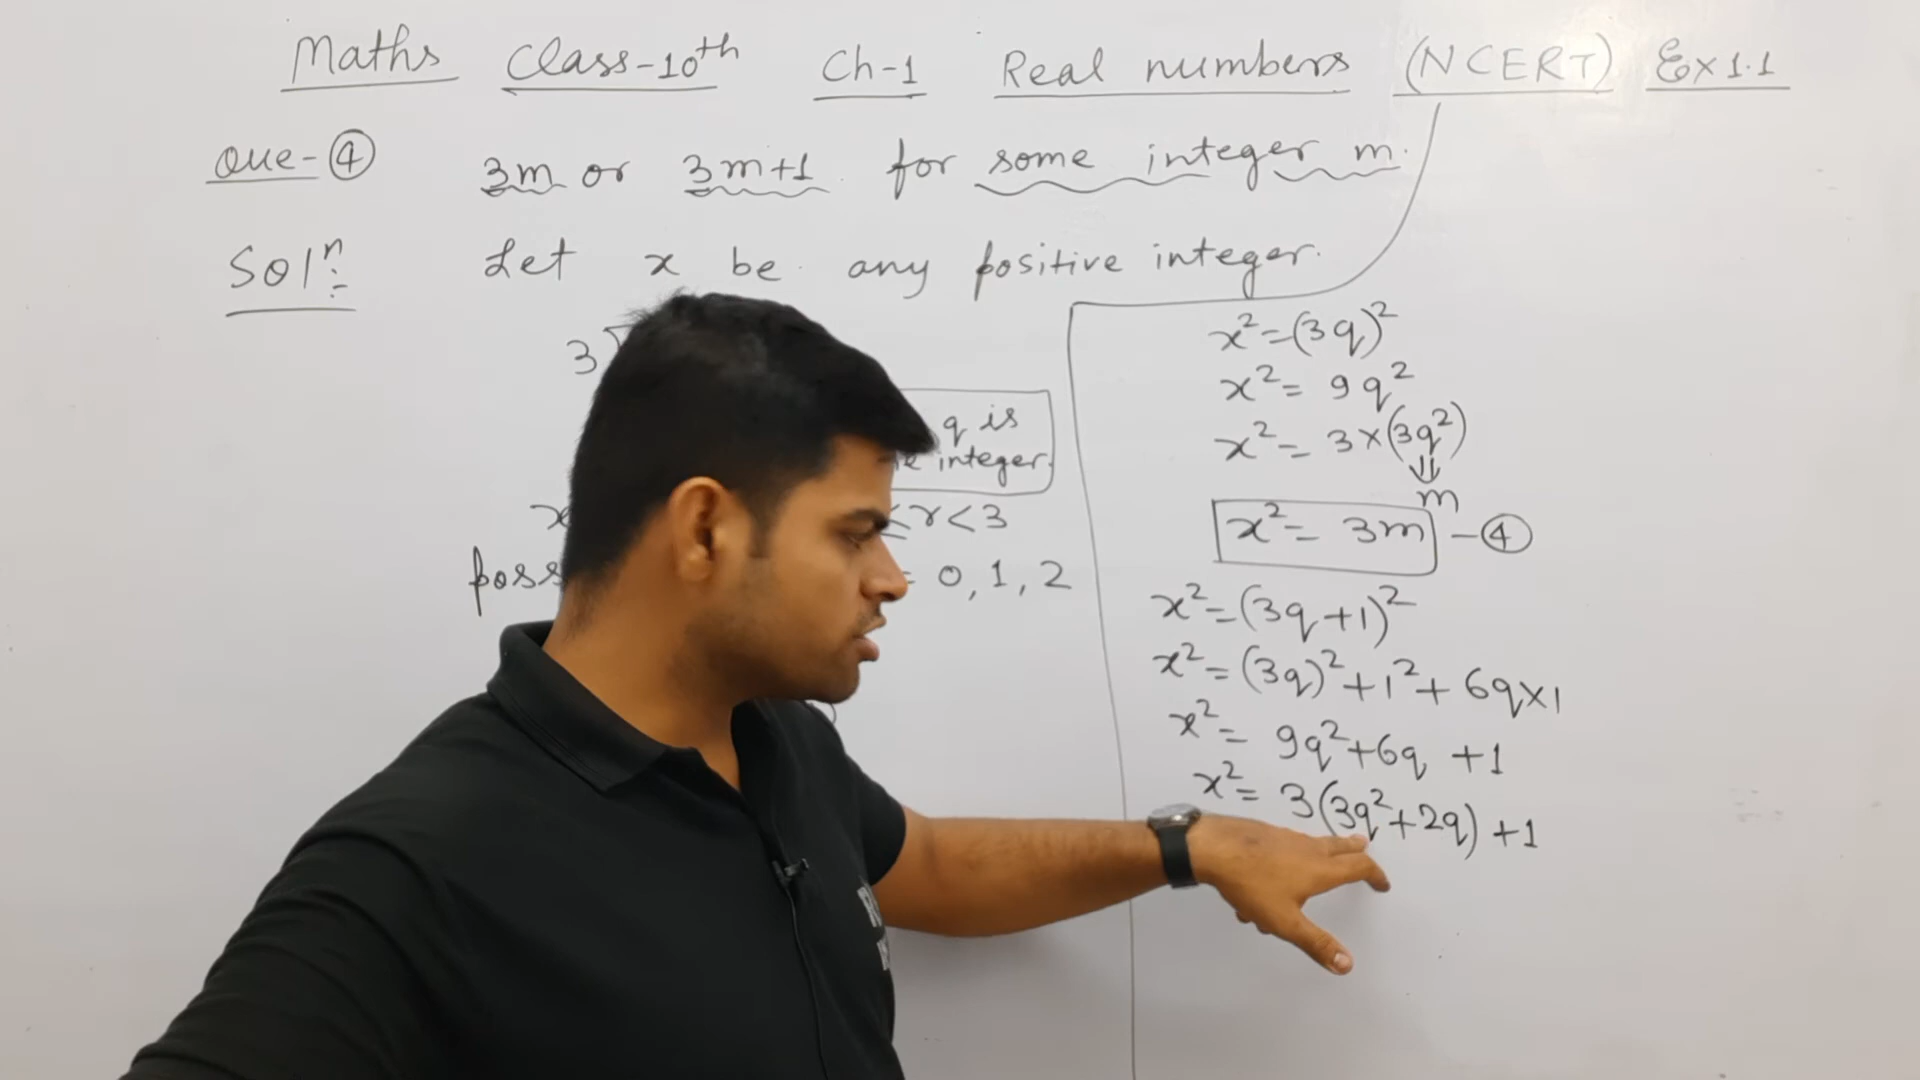 Maths Class-10th Ch-1 Real numbers (NCERT) Ex 1.1
Que-④ 3m or 3m+1 for some integer m.
Solⁿ:- Let x be any positive integer.
3
q is
integer.
x <r<3
poss = 0, 1, 2
x² = (3q)²
x² = 9q²
x² = 3×(3q²)
⇓
m
x² = 3m - ④
x² = (3q+1)²
x² = (3q)²+1²+6q×1
x² = 9q²+6q +1
x² = 3(3q²+2q) +1